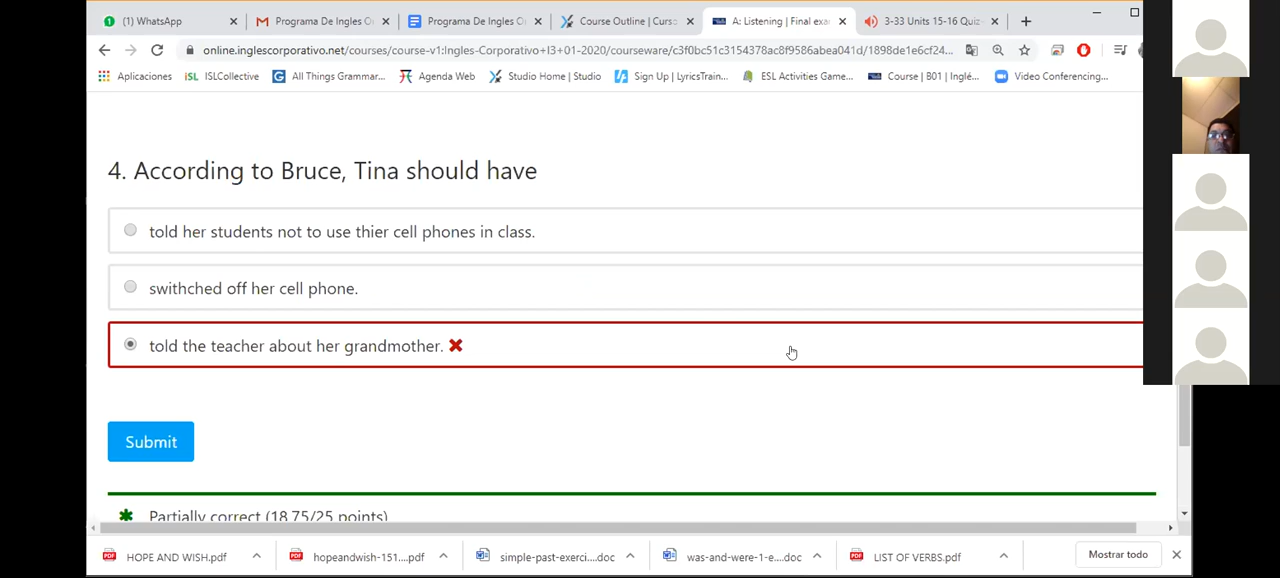 (1) WhatsApp
Programa De Ingles C
Programa De Ingles C
Course Outline | Curso
A: Listening | Final exa
3-33 Units 15-16 Quiz
online.inglescorporativo.net/courses/course-v1:Ingles-Corporativo+I3+01-2020/courseware/c3f0bc51c3154378ac8f9586abea041d/1898de1e6cf24...
Aplicaciones
iSL ISLCollective
All Things Grammar...
Agenda Web
Studio Home | Studio
Sign Up | LyricsTrain...
ESL Activities Game...
Course | B01 | Inglé...
Video Conferencing...
4. According to Bruce, Tina should have
told her students not to use thier cell phones in class.
swithched off her cell phone.
told the teacher about her grandmother.
Submit
Partially correct (18.75/25 points)
HOPE AND WISH.pdf
hopeandwish-151....pdf
simple-past-exerci....doc
was-and-were-1-e....doc
LIST OF VERBS.pdf
Mostrar todo